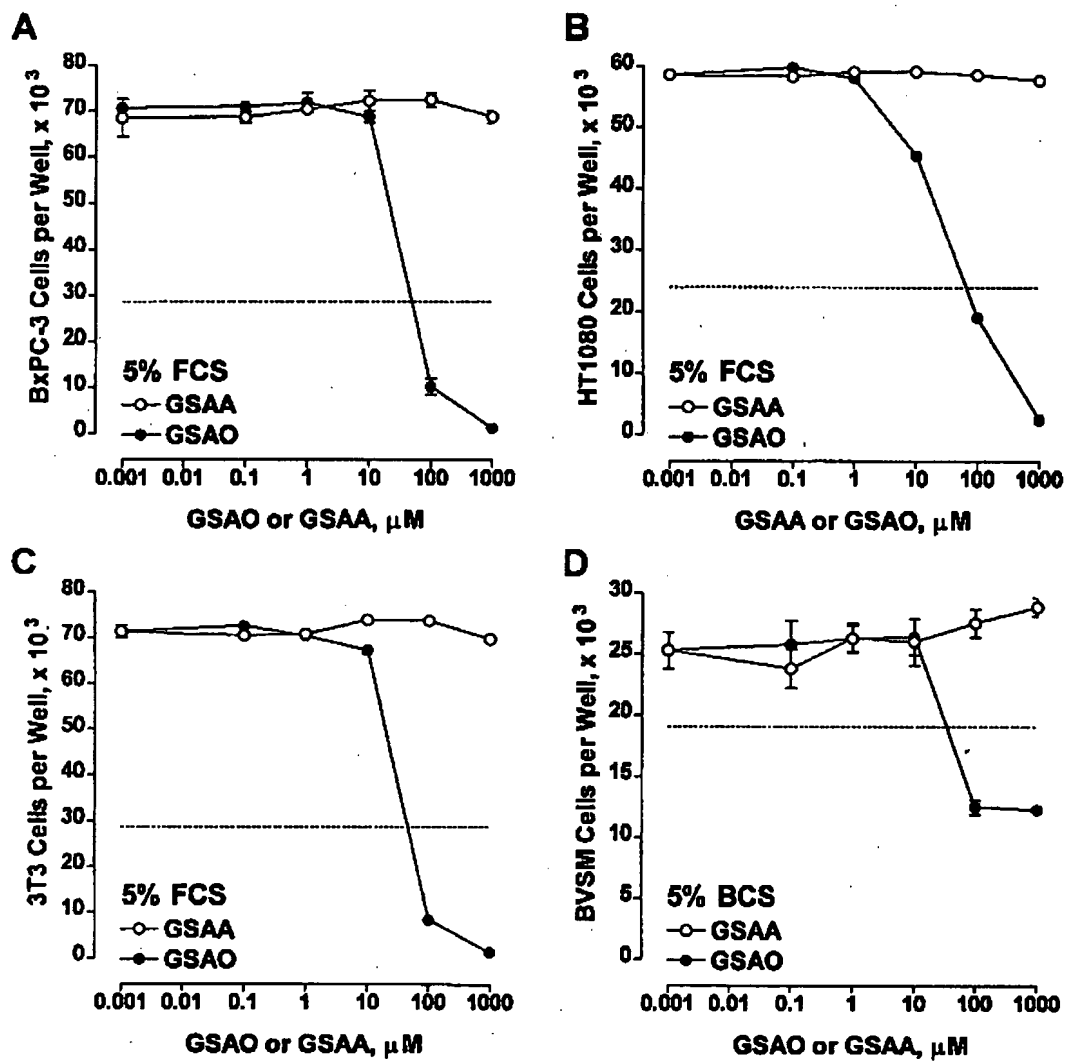 A
BxPC-3 Cells per Well, x 10³
80
70
60
50
40
30
20
10
0
5% FCS
GSAA
GSAO
0.001 0.01 0.1 1 10 100 1000
GSAO or GSAA, µM
B
HT1080 Cells per Well, x 10³
60
50
40
30
20
10
0
5% FCS
GSAA
GSAO
0.001 0.01 0.1 1 10 100 1000
GSAA or GSAO, µM
C
3T3 Cells per Well, x 10³
80
70
60
50
40
30
20
10
0
5% FCS
GSAA
GSAO
0.001 0.01 0.1 1 10 100 1000
GSAO or GSAA, µM
D
BVSM Cells per Well, x 10³
30
25
20
15
10
5
0
5% BCS
GSAA
GSAO
0.001 0.01 0.1 1 10 100 1000
GSAO or GSAA, µM